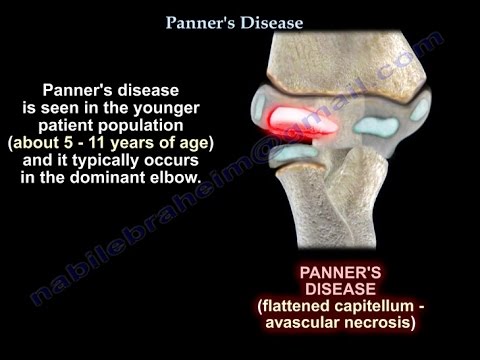 Panner's Disease
Panner's disease
is seen in the younger
patient population
(about 5 - 11 years of age)
and it typically occurs
in the dominant elbow.
nabilebraheim@gmail.com
PANNER'S
DISEASE
(flattened capitellum -
avascular necrosis)